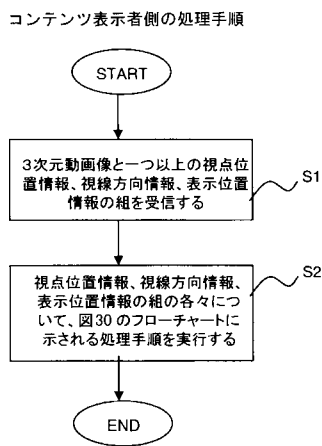 コンテンツ表示者側の処理手順
START
3次元動画像と一つ以上の視点位
置情報、視線方向情報、表示位置
情報の組を受信する
S1
視点位置情報、視線方向情報、
表示位置情報の組の各々につ
いて、図30のフローチャートに
示される処理手順を実行する
S2
END